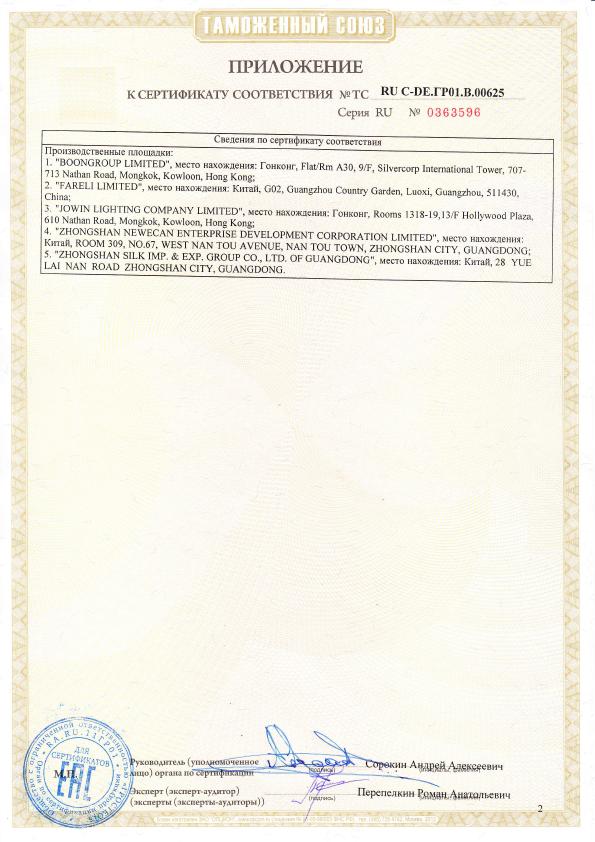 ТАМОЖЕННЫЙ СОЮЗ
ПРИЛОЖЕНИЕ
К СЕРТИФИКАТУ СООТВЕТСТВИЯ № ТС RU C-DE.ГР01.В.00625
Серия RU № 0363596
Сведения по сертификату соответствия
Производственные площадки:
1. "BOONGROUP LIMITED", место нахождения: Гонконг, Flat/Rm A30, 9/F, Silvercorp International Tower, 707-
713 Nathan Road, Mongkok, Kowloon, Hong Kong;
2. "FARELI LIMITED", место нахождения: Китай, G02, Guangzhou Country Garden, Luoxi, Guangzhou, 511430,
China;
3. "JOWIN LIGHTING COMPANY LIMITED", место нахождения: Гонконг, Rooms 1318-19,13/F Hollywood Plaza,
610 Nathan Road, Mongkok, Kowloon, Hong Kong;
4. "ZHONGSHAN NEWECAN ENTERPRISE DEVELOPMENT CORPORATION LIMITED", место нахождения:
Китай, ROOM 309, NO.67, WEST NAN TOU AVENUE, NAN TOU TOWN, ZHONGSHAN CITY, GUANGDONG;
5. "ZHONGSHAN SILK IMP. & EXP. GROUP CO., LTD. OF GUANGDONG", место нахождения: Китай, 28 YUE
LAI NAN ROAD ZHONGSHAN CITY, GUANGDONG.
ДЛЯ
СЕРТИФИКАТОВ
М.П.
Руководитель (уполномоченное
лицо) органа по сертификации
(подпись)
Сорокин Андрей Алексеевич
(инициалы, фамилия)
Эксперт (эксперт-аудитор)
(эксперты (эксперты-аудиторы))
(подпись)
Перепелкин Роман Анатольевич
(инициалы, фамилия)
2